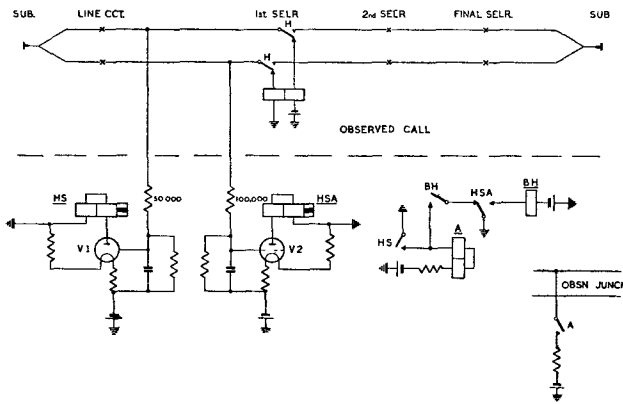 SUB.
LINE CCT.
1st SELR
2nd SELR
FINAL SELR.
SUB
H
H
OBSERVED CALL
HS
50.000
100,000
HSA
BH
HSA
BH
V1
V2
HS
A
OBSN JUNC
A